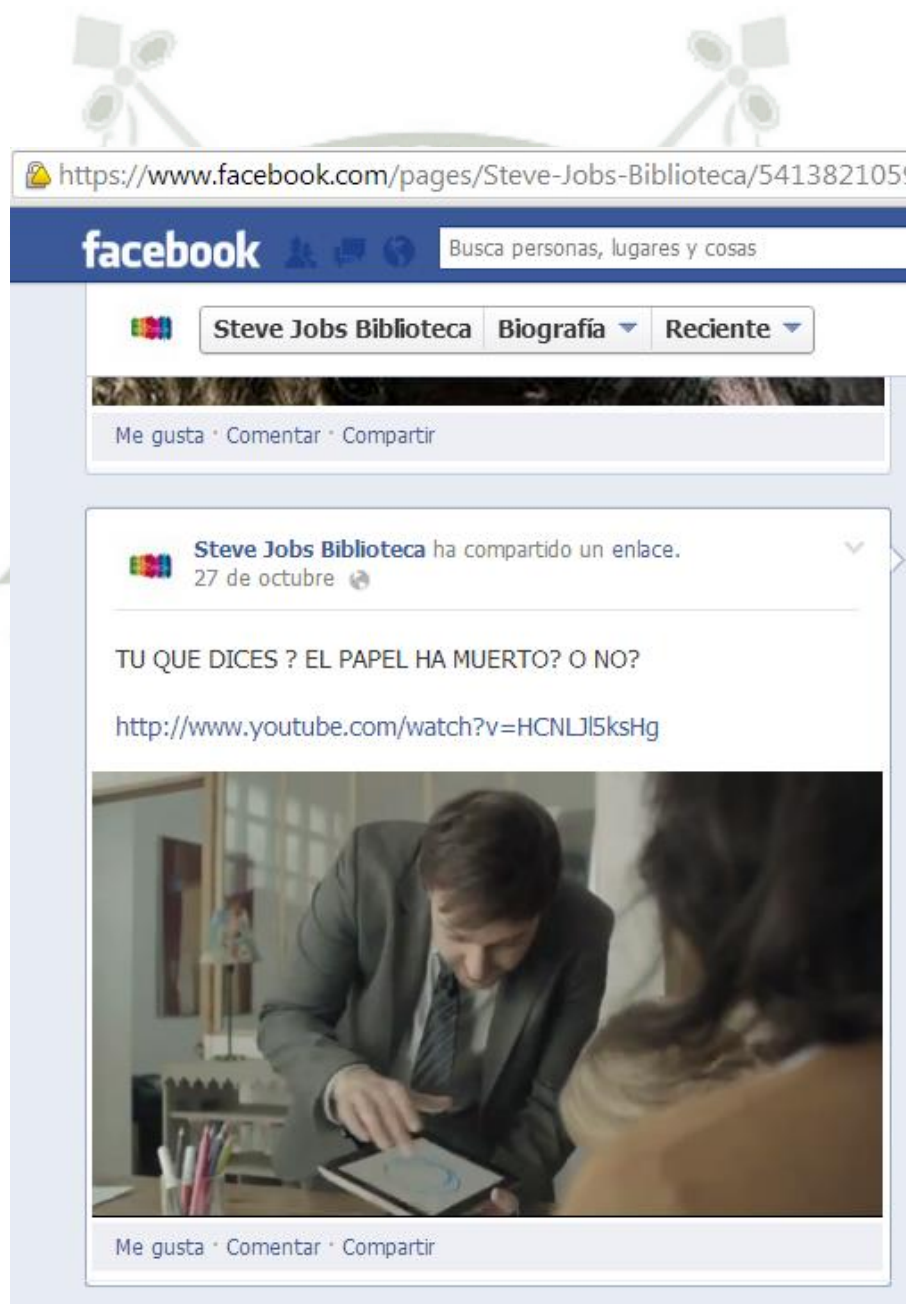 https://www.facebook.com/pages/Steve-Jobs-Biblioteca/5413821059
facebook Busca personas, lugares y cosas
Steve Jobs Biblioteca Biografía Reciente
Me gusta · Comentar · Compartir
Steve Jobs Biblioteca ha compartido un enlace.
27 de octubre
TU QUE DICES ? EL PAPEL HA MUERTO? O NO?
http://www.youtube.com/watch?v=HCNLJl5ksHg
Me gusta · Comentar · Compartir